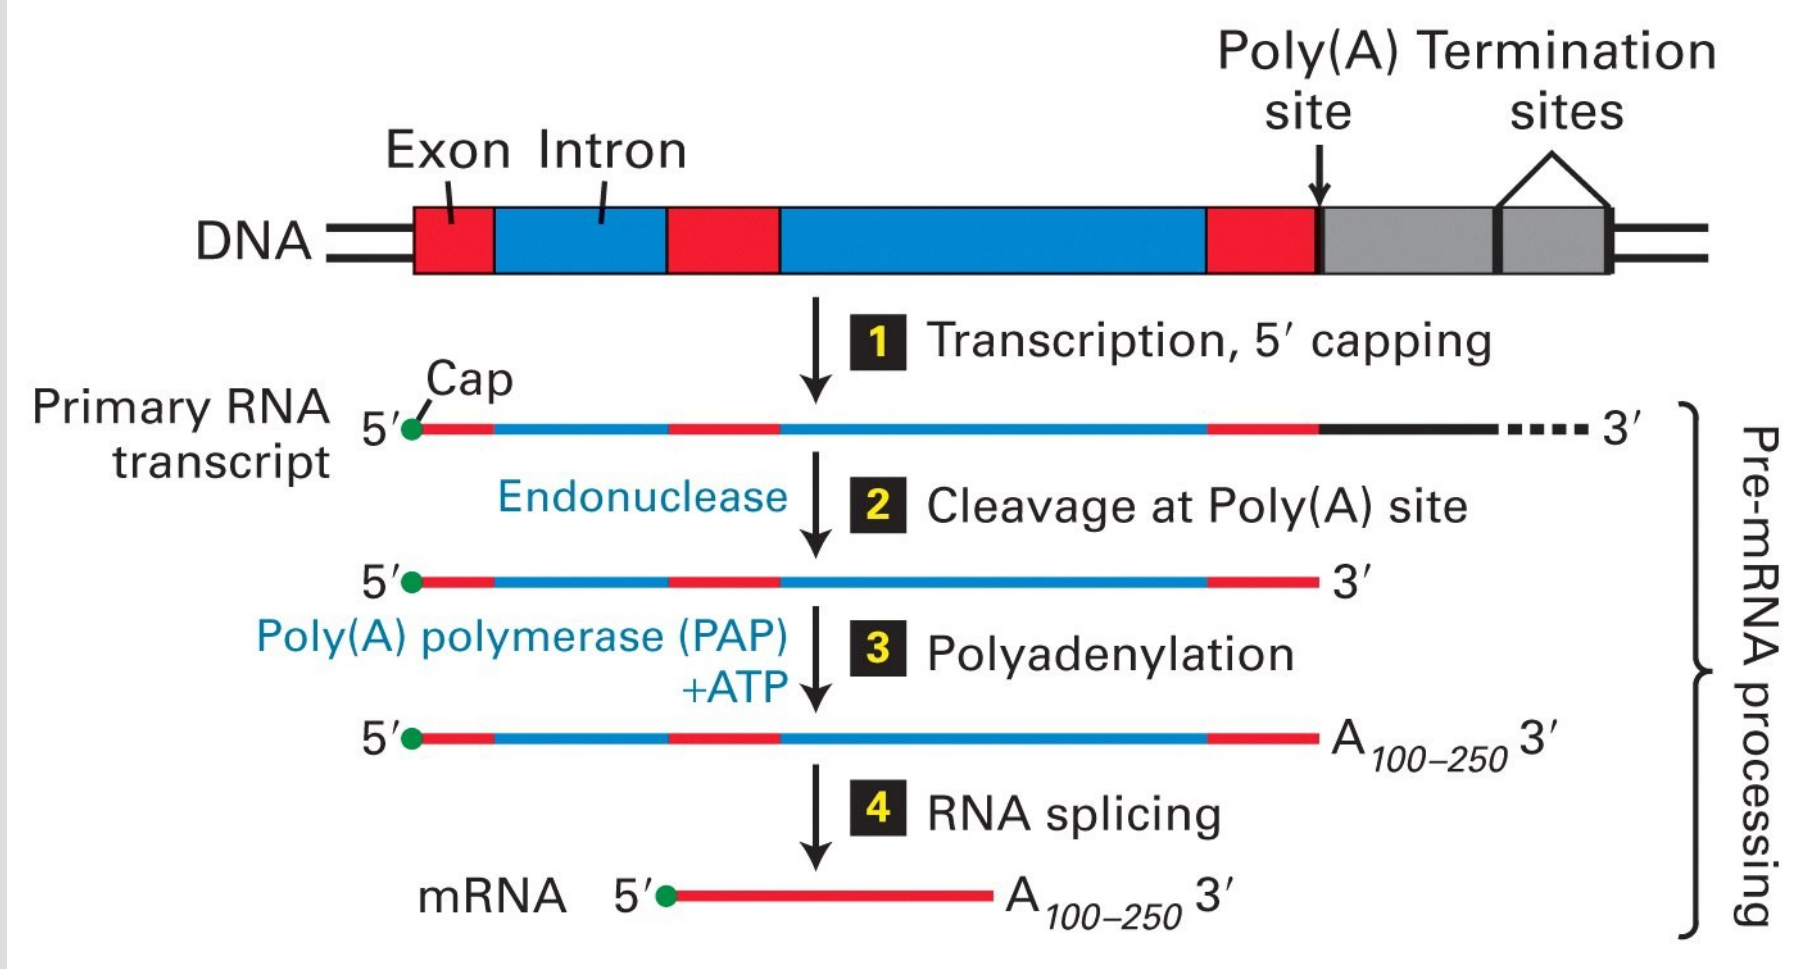 Poly(A) Termination
site sites
Exon Intron
DNA
1 Transcription, 5′ capping
Cap
Primary RNA
transcript
5′ 3′
Endonuclease 2 Cleavage at Poly(A) site
5′ 3′
Poly(A) polymerase (PAP)
+ATP
3 Polyadenylation
5′ A100–250 3′
4 RNA splicing
mRNA 5′ A100–250 3′
Pre-mRNA processing